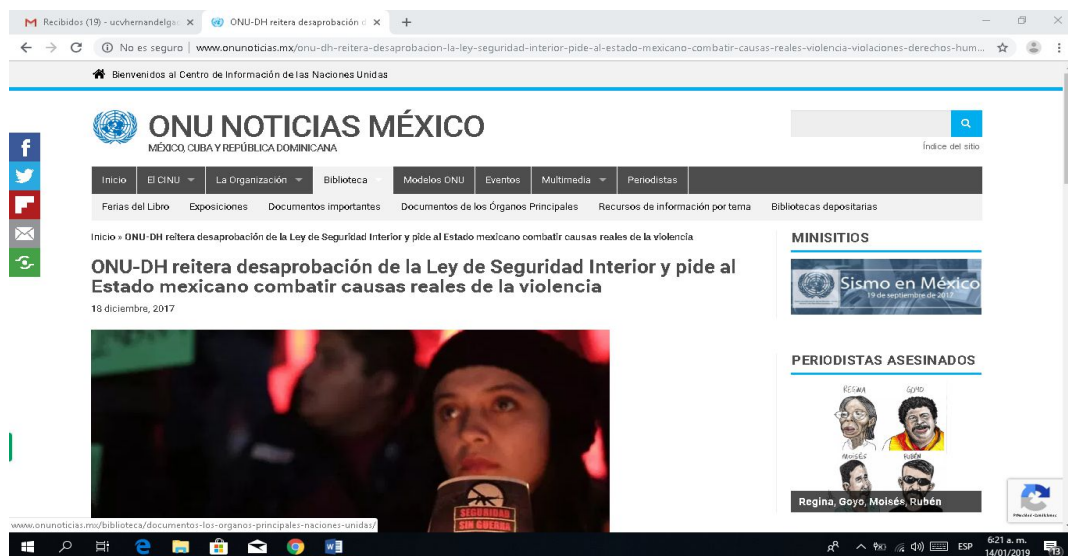 Recibidos (19) - ucvhernandelga
ONU-DH reitera desaprobación d
No es seguro | www.onunoticias.mx/onu-dh-reitera-desaprobacion-la-ley-seguridad-interior-pide-al-estado-mexicano-combatir-causas-reales-violencia-violaciones-derechos-hum...
Bienvenidos al Centro de Información de las Naciones Unidas
ONU NOTICIAS MÉXICO
MÉXICO, CUBA Y REPÚBLICA DOMINICANA
Índice del sitio
Inicio El CINU La Organización Biblioteca Modelos ONU Eventos Multimedia Periodistas
Ferias del Libro Exposiciones Documentos importantes Documentos de los Órganos Principales Recursos de información por tema Bibliotecas depositarias
Inicio » ONU-DH reitera desaprobación de la Ley de Seguridad Interior y pide al Estado mexicano combatir causas reales de la violencia
ONU-DH reitera desaprobación de la Ley de Seguridad Interior y pide al
Estado mexicano combatir causas reales de la violencia
18 diciembre, 2017
MINISITIOS
Sismo en México
19 de septiembre de 2017
PERIODISTAS ASESINADOS
REGINA GOYO
MOISÉS RUBÉN
Regina, Goyo, Moisés, Rubén
SEGURIDAD
SIN GUERRA
www.onunoticias.mx/biblioteca/documentos-los-organos-principales-naciones-unidas/
ESP
6:21 a. m.
14/01/2019
13